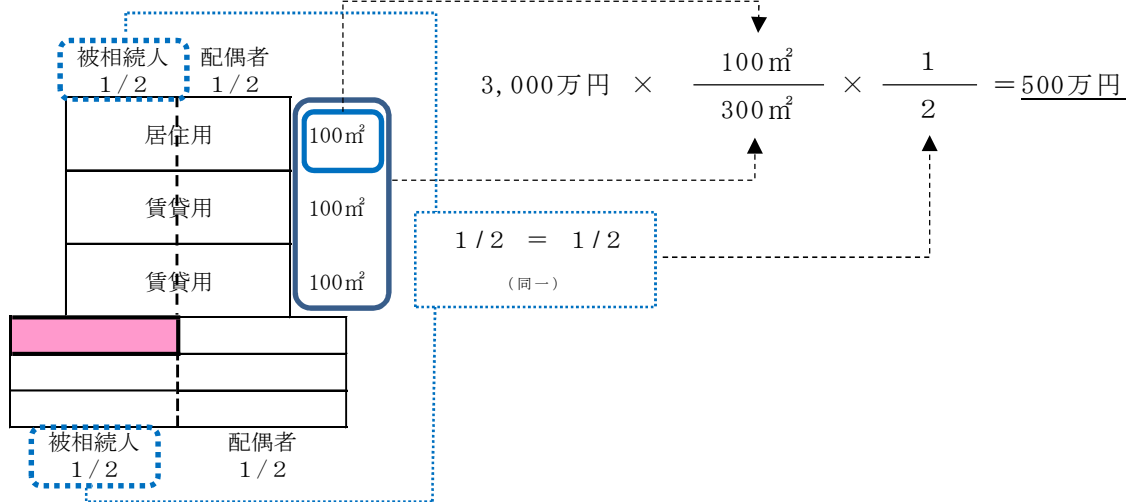 被相続人 配偶者
1/2 1/2
居住用 100㎡
賃貸用 100㎡
賃貸用 100㎡
被相続人 配偶者
1/2 1/2
3,000万円 × 100㎡/300㎡ × 1/2 =500万円
1/2 = 1/2
(同一)